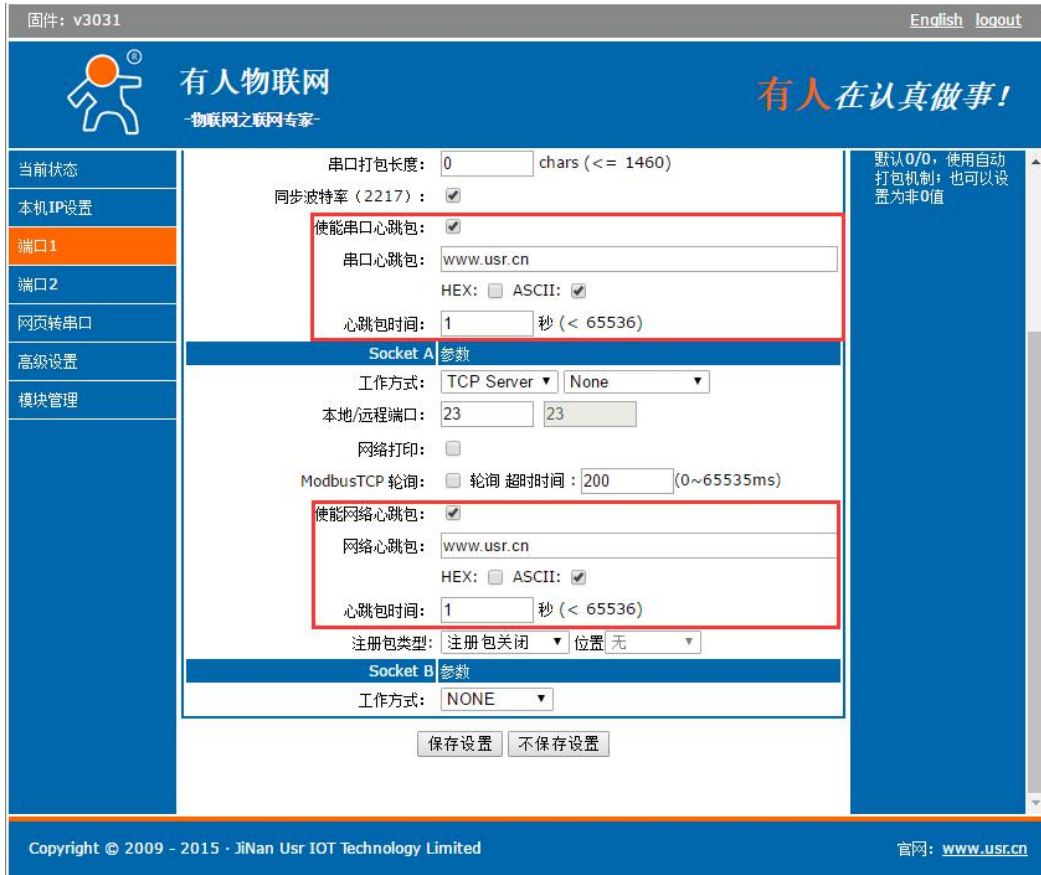 固件: v3031
English logout
®
有人物联网
-物联网之联网专家-
有人在认真做事!
当前状态
本机IP设置
端口1
端口2
网页转串口
高级设置
模块管理
串口打包长度: 0 chars (<= 1460)
同步波特率（2217）:
使能串口心跳包:
串口心跳包: www.usr.cn
HEX: ASCII:
心跳包时间: 1 秒 (< 65536)
Socket A 参数
工作方式: TCP Server None
本地/远程端口: 23 23
网络打印:
ModbusTCP 轮询: 轮询 超时时间 : 200 (0~65535ms)
使能网络心跳包:
网络心跳包: www.usr.cn
HEX: ASCII:
心跳包时间: 1 秒 (< 65536)
注册包类型: 注册包关闭 位置 无
Socket B 参数
工作方式: NONE
保存设置 不保存设置
默认0/0，使用自动
打包机制；也可以设
置为非0值
Copyright © 2009 - 2015 · JiNan Usr IOT Technology Limited
官网: www.usr.cn